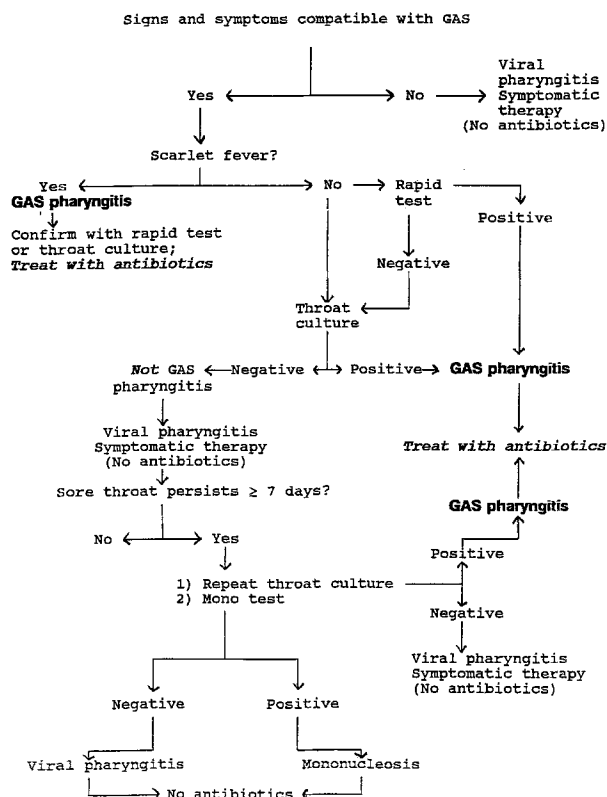 Signs and symptoms compatible with GAS
Yes
No
Viral
pharyngitis
Symptomatic
therapy
(No antibiotics)
Scarlet fever?
Yes
GAS pharyngitis
Confirm with rapid test
or throat culture;
Treat with antibiotics
No
Rapid
test
Positive
Negative
Throat
culture
Not GAS
pharyngitis
Negative
Positive
GAS pharyngitis
Viral pharyngitis
Symptomatic therapy
(No antibiotics)
Treat with antibiotics
Sore throat persists ≥ 7 days?
GAS pharyngitis
No
Yes
Positive
1) Repeat throat culture
2) Mono test
Negative
Viral pharyngitis
Symptomatic therapy
(No antibiotics)
Negative
Positive
Viral pharyngitis
Mononucleosis
No antibiotics